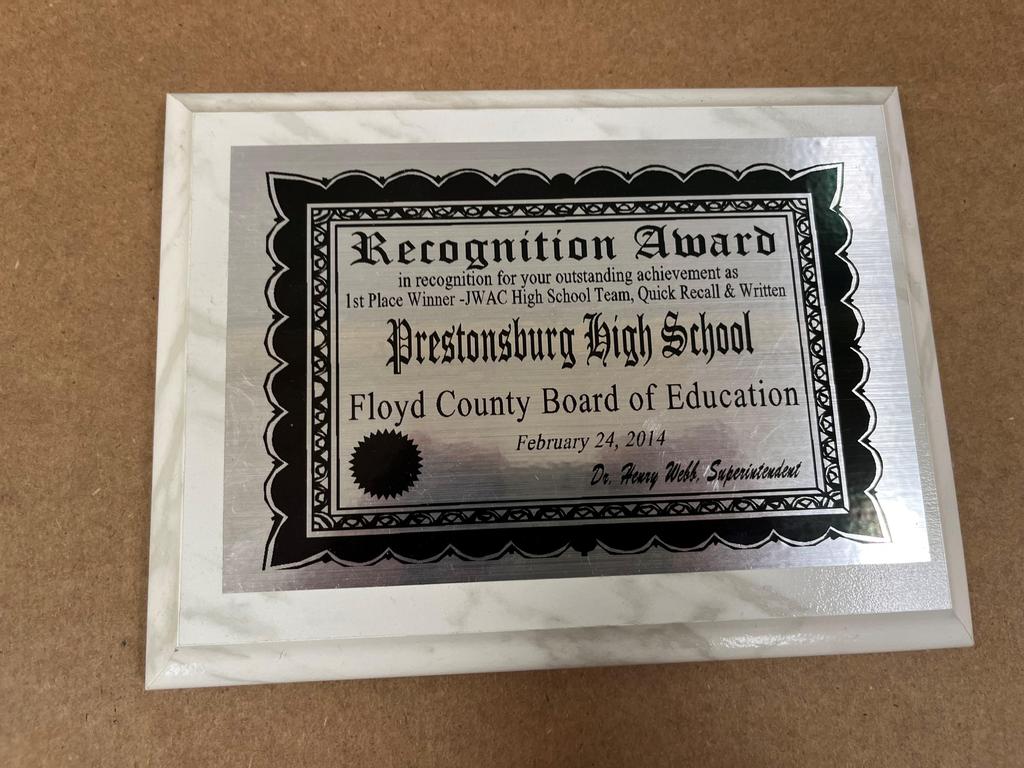 Recognition Award
in recognition for your outstanding achievement as
1st Place Winner -JWAC High School Team, Quick Recall & Written
Prestonsburg High School
Floyd County Board of Education
February 24, 2014
Dr. Henry Webb, Superintendent